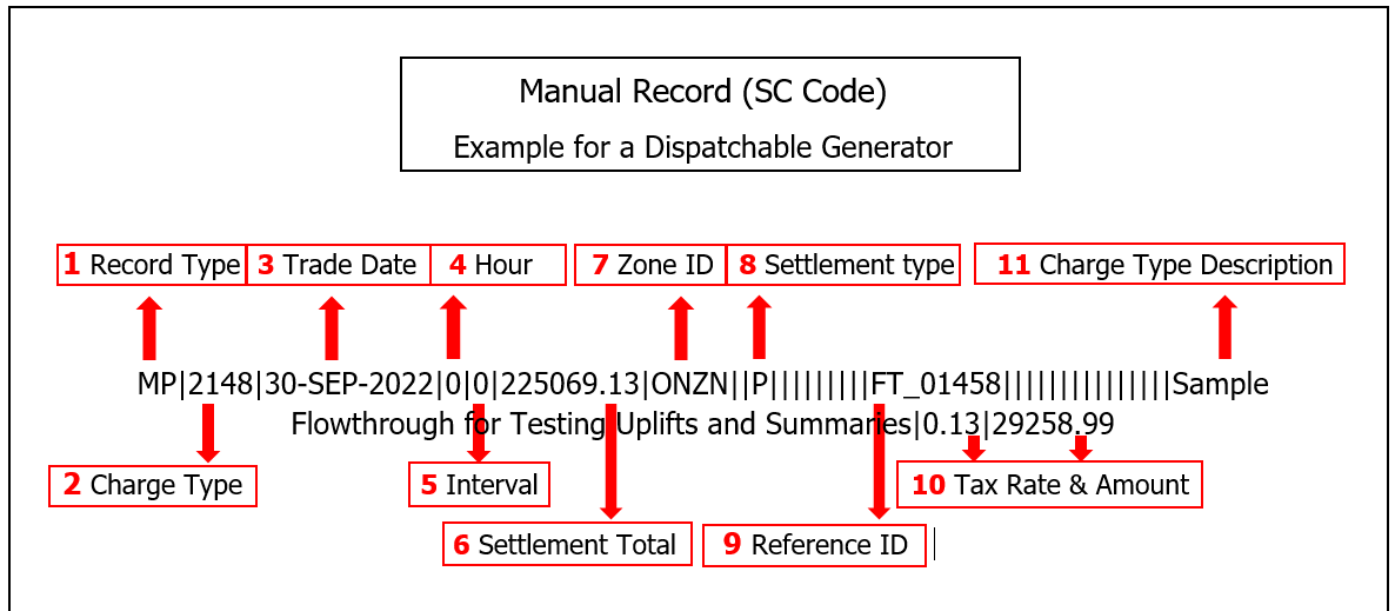 Manual Record (SC Code)
Example for a Dispatchable Generator
1 Record Type
3 Trade Date
4 Hour
7 Zone ID
8 Settlement type
11 Charge Type Description
MP|2148|30-SEP-2022|0|0|225069.13|ONZN||P|||||||||FT_01458|||||||||||||||Sample
Flowthrough for Testing Uplifts and Summaries|0.13|29258.99
2 Charge Type
5 Interval
10 Tax Rate & Amount
6 Settlement Total
9 Reference ID